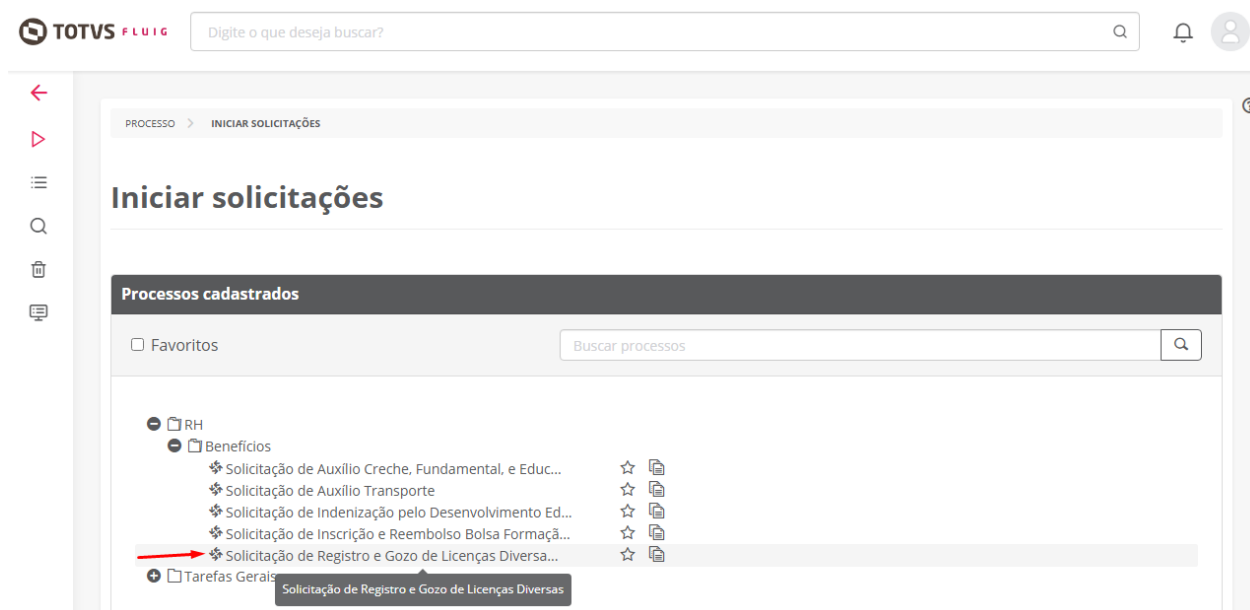 TOTVS FLUIG
Digite o que deseja buscar?
PROCESSO > INICIAR SOLICITAÇÕES
Iniciar solicitações
Processos cadastrados
Favoritos
Buscar processos
RH
Benefícios
Solicitação de Auxílio Creche, Fundamental, e Educ...
Solicitação de Auxílio Transporte
Solicitação de Indenização pelo Desenvolvimento Ed...
Solicitação de Inscrição e Reembolso Bolsa Formaçã...
Solicitação de Registro e Gozo de Licenças Diversa...
Tarefas Gerais
Solicitação de Registro e Gozo de Licenças Diversas